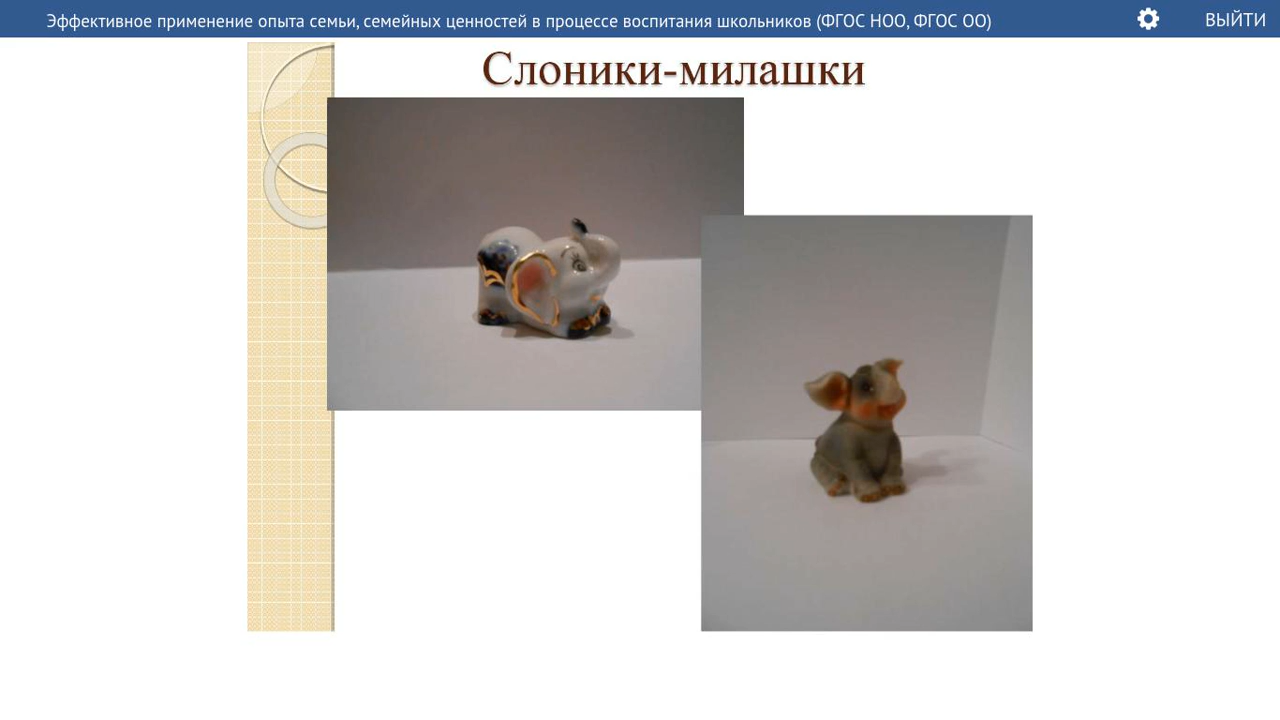 Эффективное применение опыта семьи, семейных ценностей в процессе воспитания школьников (ФГОС НОО, ФГОС ОО)
ВЫЙТИ
Слоники-милашки